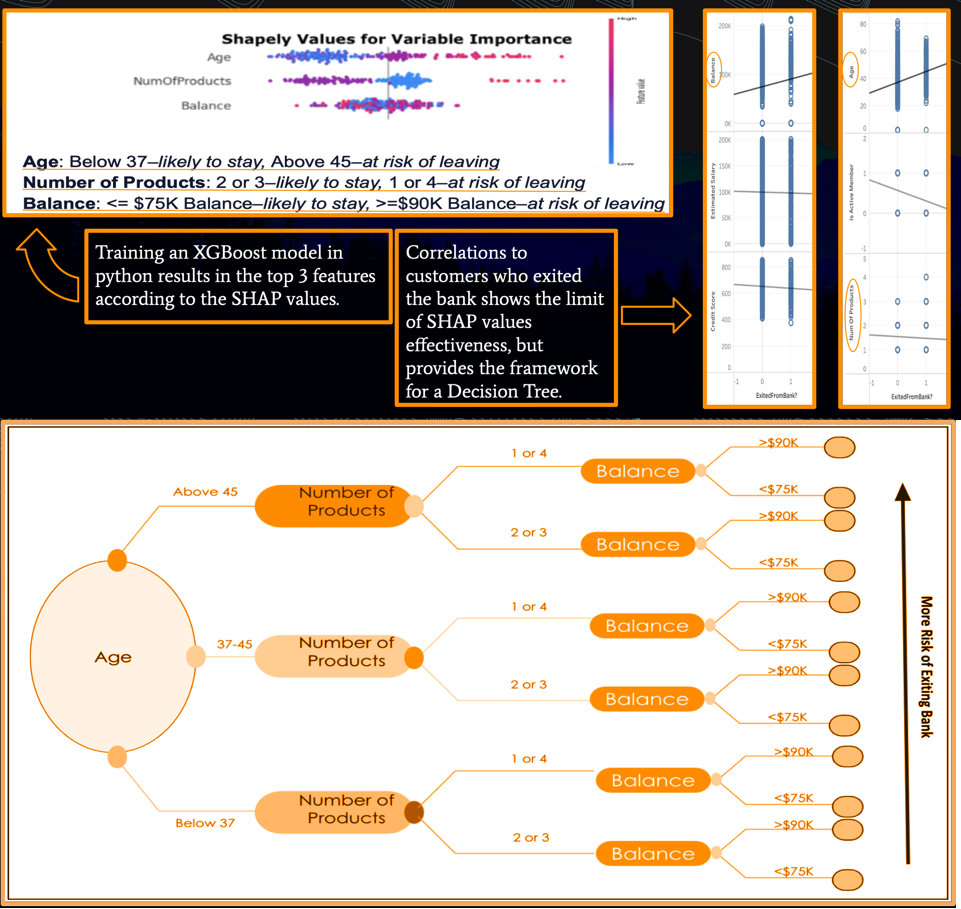 Shapely Values for Variable Importance
High
Age
NumOfProducts
Balance
Feature value
Low
Age: Below 37–likely to stay, Above 45–at risk of leaving
Number of Products: 2 or 3–likely to stay, 1 or 4–at risk of leaving
Balance: <= $75K Balance–likely to stay, >=$90K Balance–at risk of leaving
Training an XGBoost model in
python results in the top 3 features
according to the SHAP values.
Correlations to
customers who exited
the bank shows the limit
of SHAP values
effectiveness, but
provides the framework
for a Decision Tree.
Balance
200K
100K
0K
Estimated Salary
200K
150K
100K
50K
0K
Credit Score
800
600
400
200
0
-1
0
1
ExitedFromBank?
Age
80
60
40
20
0
Is Active Member
2
1
0
-1
Num Of Products
5
4
3
2
1
0
-1
0
1
ExitedFromBank?
Age
Above 45
Number of
Products
1 or 4
Balance
>$90K
<$75K
2 or 3
Balance
>$90K
<$75K
37-45
Number of
Products
1 or 4
Balance
>$90K
<$75K
2 or 3
Balance
>$90K
<$75K
Below 37
Number of
Products
1 or 4
Balance
>$90K
<$75K
2 or 3
Balance
>$90K
<$75K
More Risk of Exiting Bank